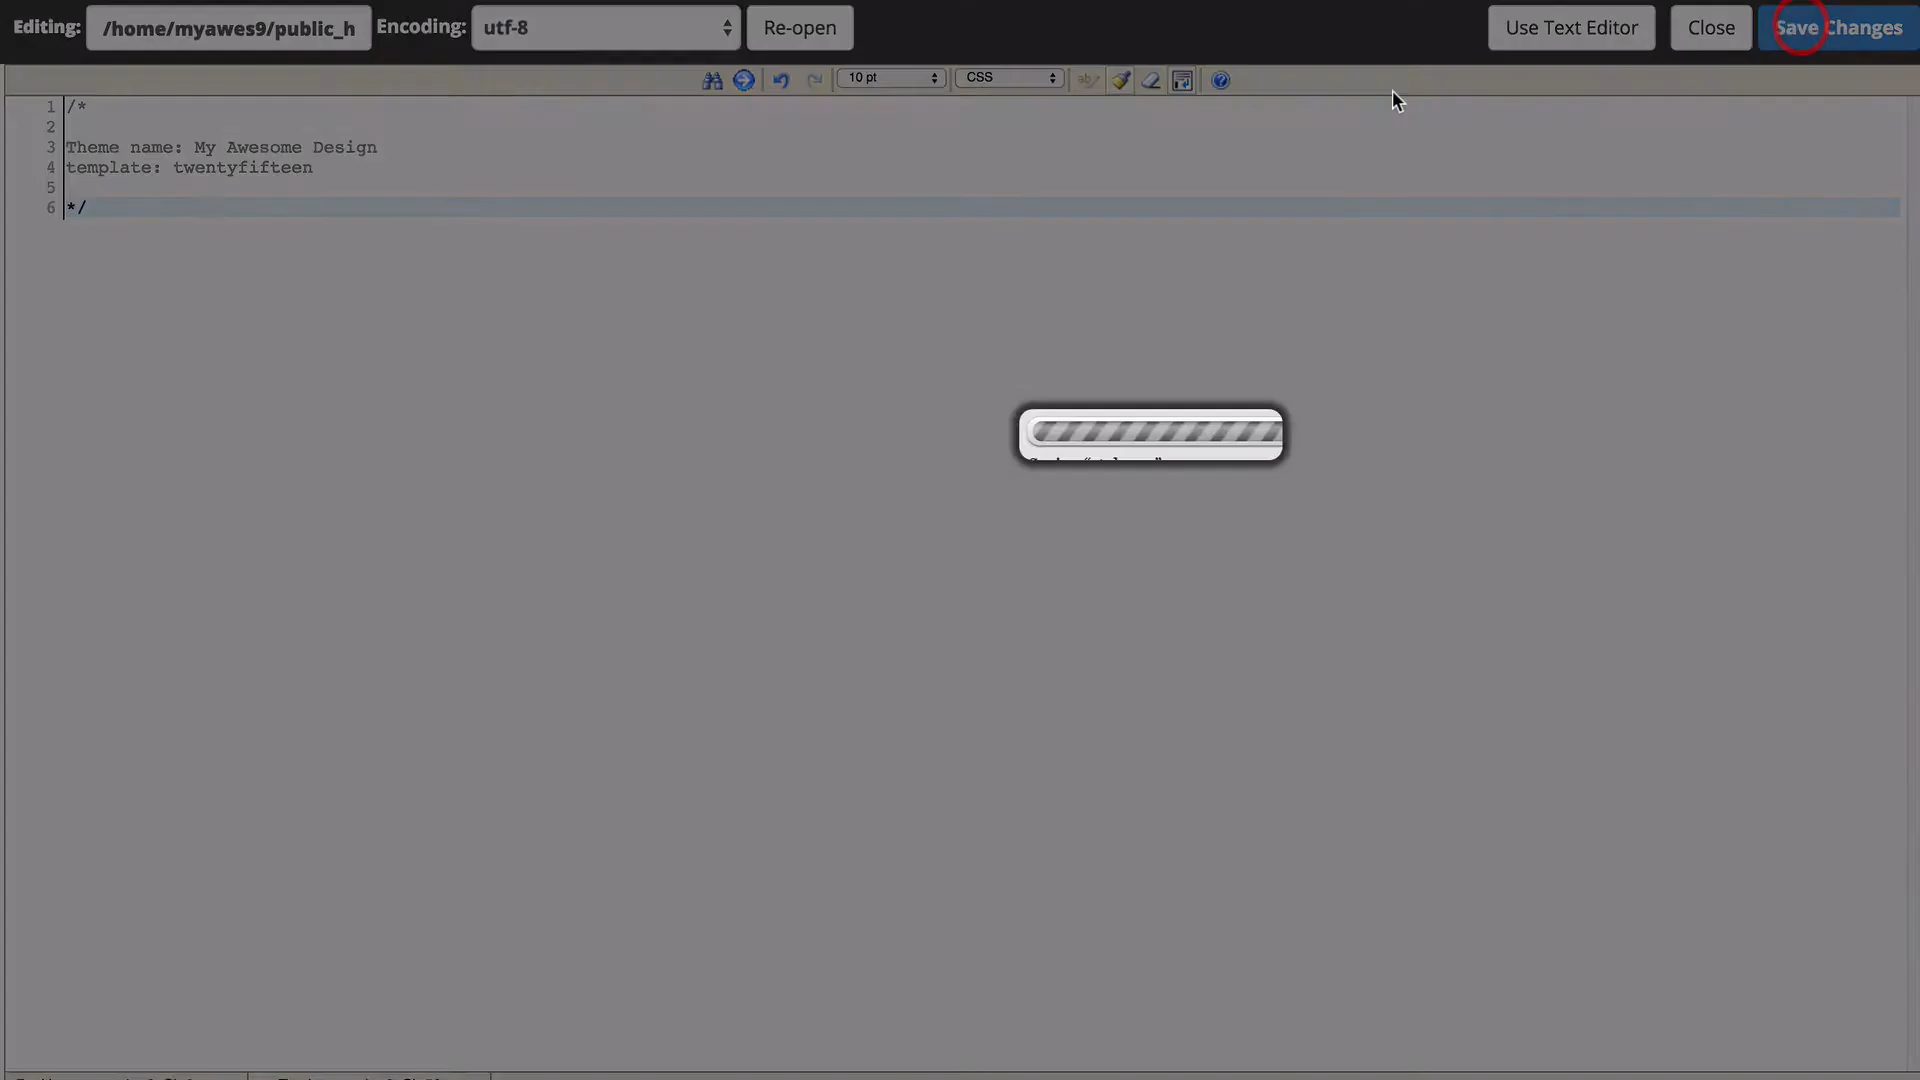 Editing: /home/myawes9/public_h Encoding: utf-8 Re-open Use Text Editor Close Save Changes
10 pt CSS
1 /*
2
3 Theme name: My Awesome Design
4 template: twentyfifteen
5
6 */